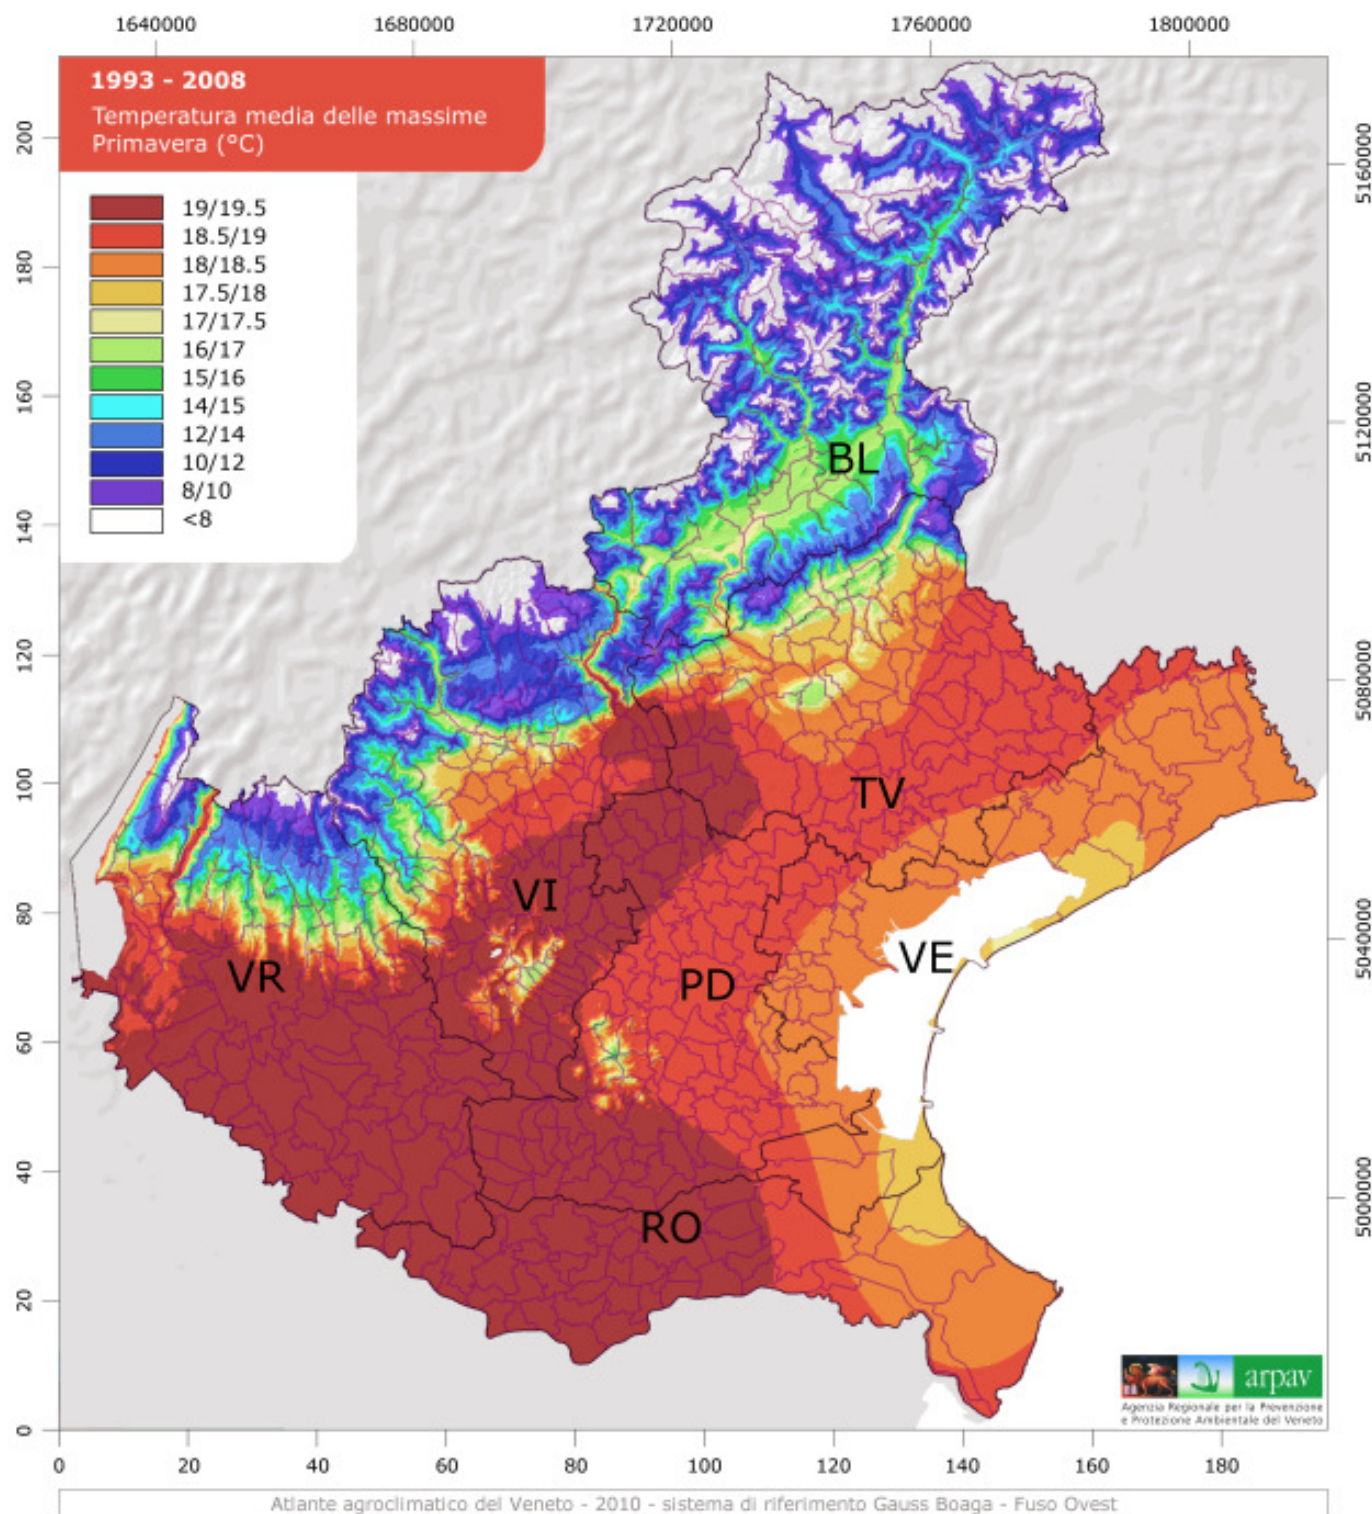 1640000 1680000 1720000 1760000 1800000
1993 - 2008
Temperatura media delle massime
Primavera (°C)
19/19.5
18.5/19
18/18.5
17.5/18
17/17.5
16/17
15/16
14/15
12/14
10/12
8/10
<8
200
180
160
140
120
100
80
60
40
20
0
5160000
5120000
5080000
5040000
5000000
BL
TV
VI
VE
VR
PD
RO
arpav
Agenzia Regionale per la Prevenzione
e Protezione Ambientale del Veneto
0 20 40 60 80 100 120 140 160 180
Atlante agroclimatico del Veneto - 2010 - sistema di riferimento Gauss Boaga - Fuso Ovest